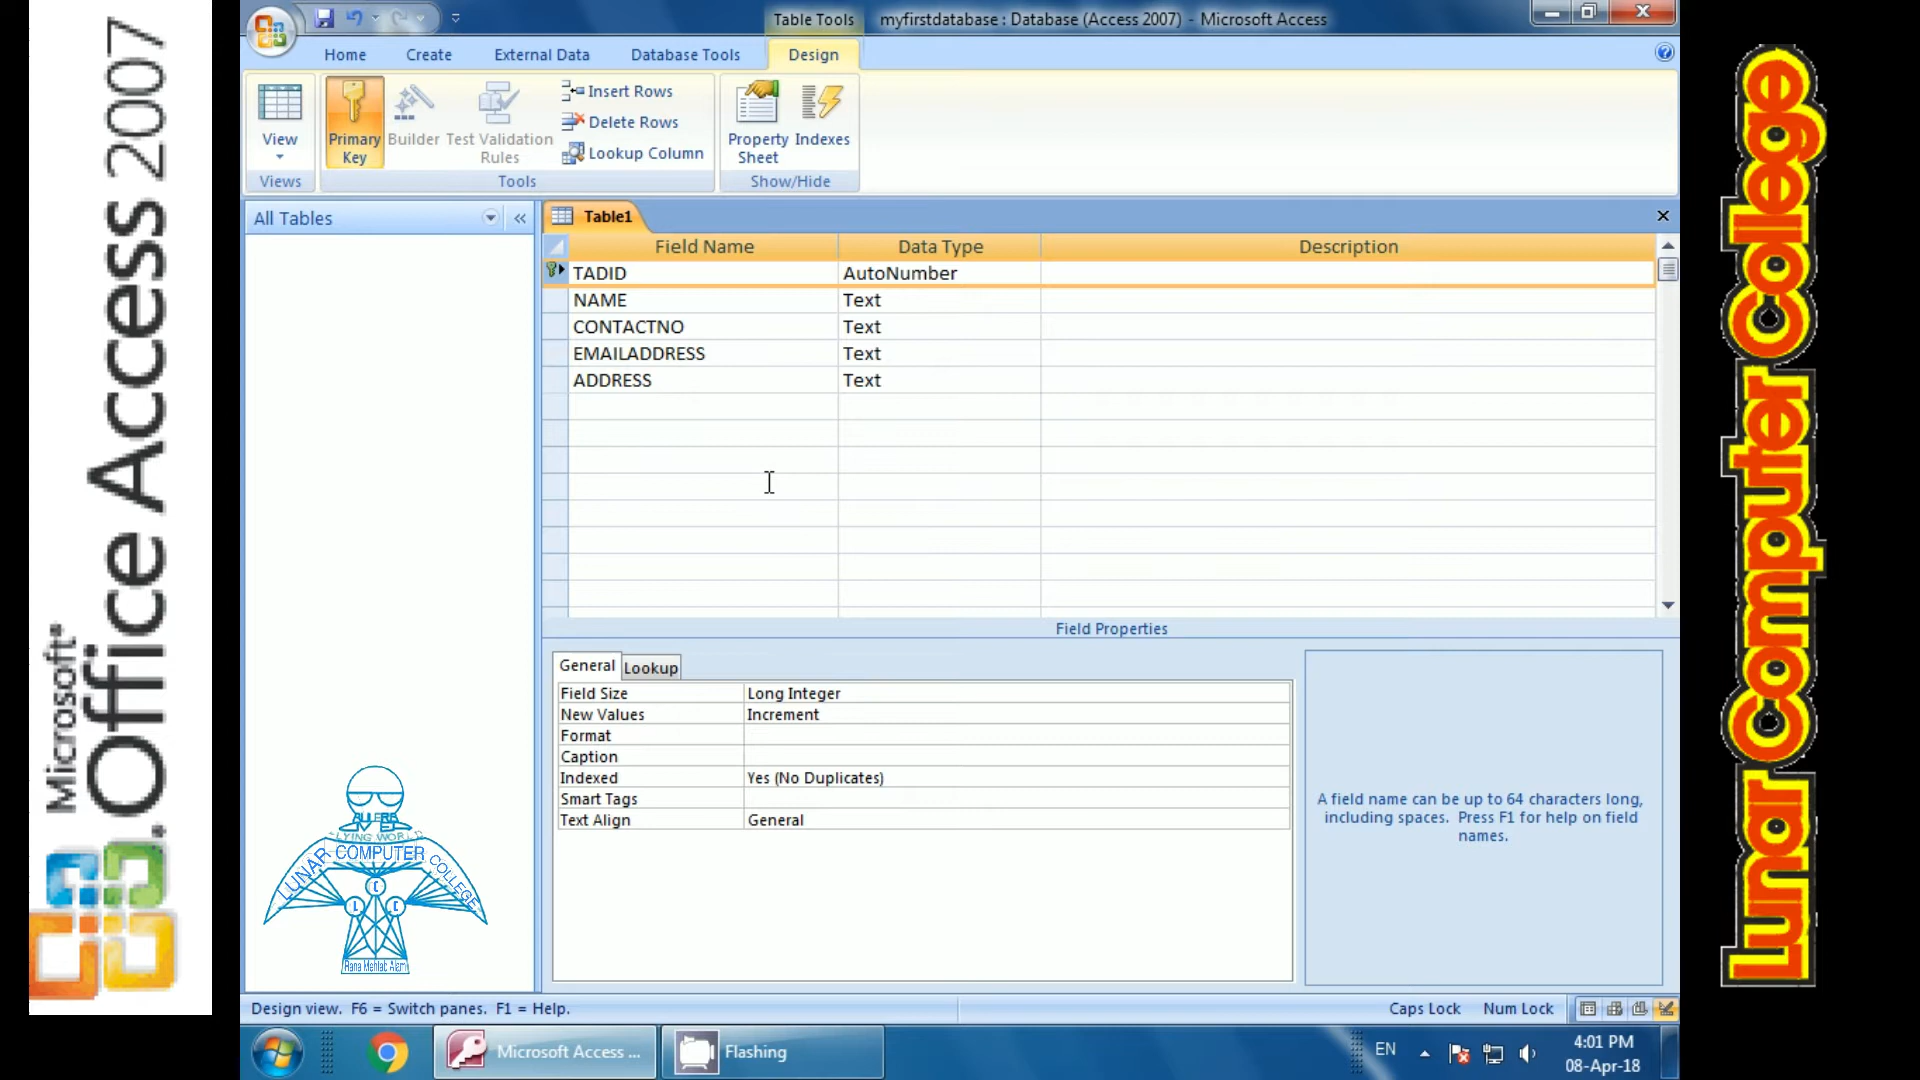 Microsoft®
Office Access 2007
Table Tools
myfirstdatabase : Database (Access 2007) - Microsoft Access
Home
Create
External Data
Database Tools
Design
View
Primary
Key
Builder
Test Validation
Rules
Insert Rows
Delete Rows
Lookup Column
Property
Sheet
Indexes
Views
Tools
Show/Hide
All Tables
Table1
Field Name
Data Type
Description
TADID
AutoNumber
NAME
Text
CONTACTNO
Text
EMAILADDRESS
Text
ADDRESS
Text
Field Properties
General
Lookup
Field Size
Long Integer
New Values
Increment
Format
Caption
Indexed
Yes (No Duplicates)
Smart Tags
Text Align
General
A field name can be up to 64 characters long,
including spaces. Press F1 for help on field
names.
LUNAR COMPUTER COLLEGE
L
C
C
Rana Mehtab Alam
Design view. F6 = Switch panes. F1 = Help.
Caps Lock
Num Lock
Microsoft Access ...
Flashing
EN
4:01 PM
08-Apr-18
Lunar Computer College